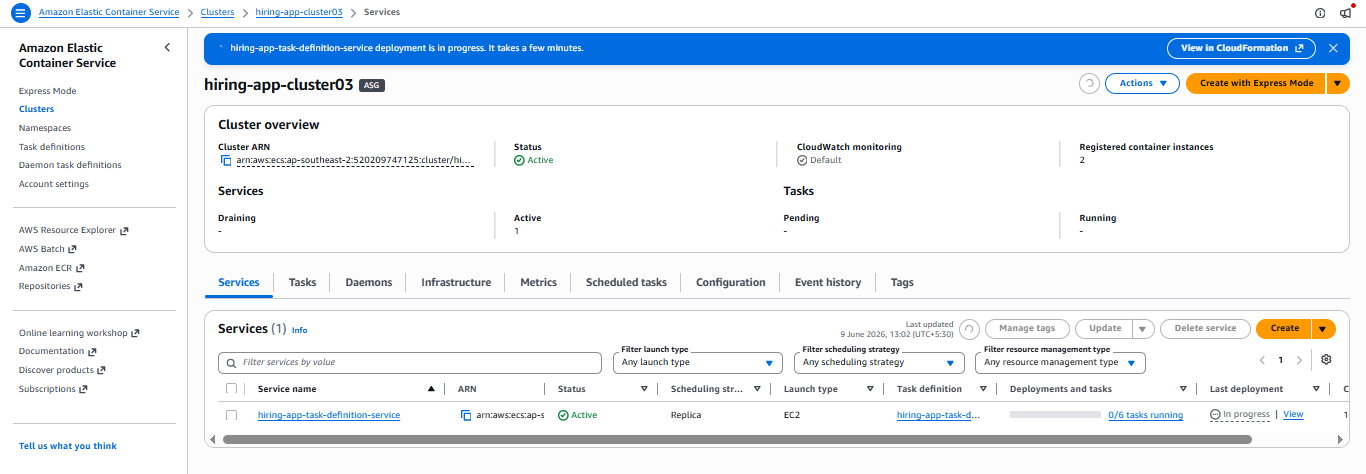 Amazon Elastic Container Service > Clusters > hiring-app-cluster03 > Services
Amazon Elastic Container Service
Express Mode
Clusters
Namespaces
Task definitions
Daemon task definitions
Account settings
AWS Resource Explorer
AWS Batch
Amazon ECR
Repositories
Online learning workshop
Documentation
Discover products
Subscriptions
Tell us what you think
hiring-app-task-definition-service deployment is in progress. It takes a few minutes.
View in CloudFormation
hiring-app-cluster03 ASG
Actions
Create with Express Mode
Cluster overview
Cluster ARN
arn:aws:ecs:ap-southeast-2:520209747125:cluster/hi...
Status
Active
CloudWatch monitoring
Default
Registered container instances
2
Services
Draining
-
Active
1
Tasks
Pending
-
Running
-
Services Tasks Daemons Infrastructure Metrics Scheduled tasks Configuration Event history Tags
Services (1) Info
Last updated
9 June 2026, 13:02 (UTC+5:30)
Manage tags Update Delete service Create
Filter services by value
Filter launch type
Any launch type
Filter scheduling strategy
Any scheduling strategy
Filter resource management type
Any resource management type
1
Service name ARN Status Scheduling str... Launch type Task definition Deployments and tasks Last deployment C
hiring-app-task-definition-service arn:aws:ecs:ap-s Active Replica EC2 hiring-app-task-d... 0/6 tasks running In progress View 1